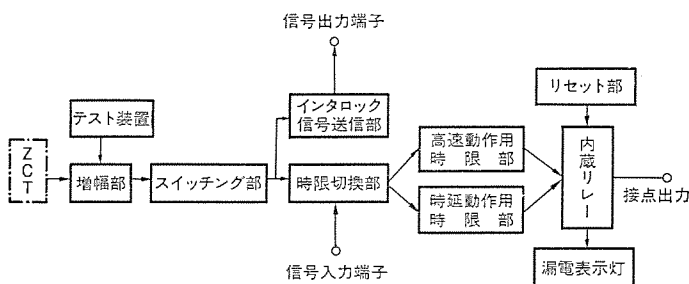 信号出力端子
リセット部
テスト装置
インタロック
信号送信部
高速動作用
時限部
内蔵リレー
ZCT
増幅部
スイッチング部
時限切換部
接点出力
時延動作用
時限部
信号入力端子
漏電表示灯